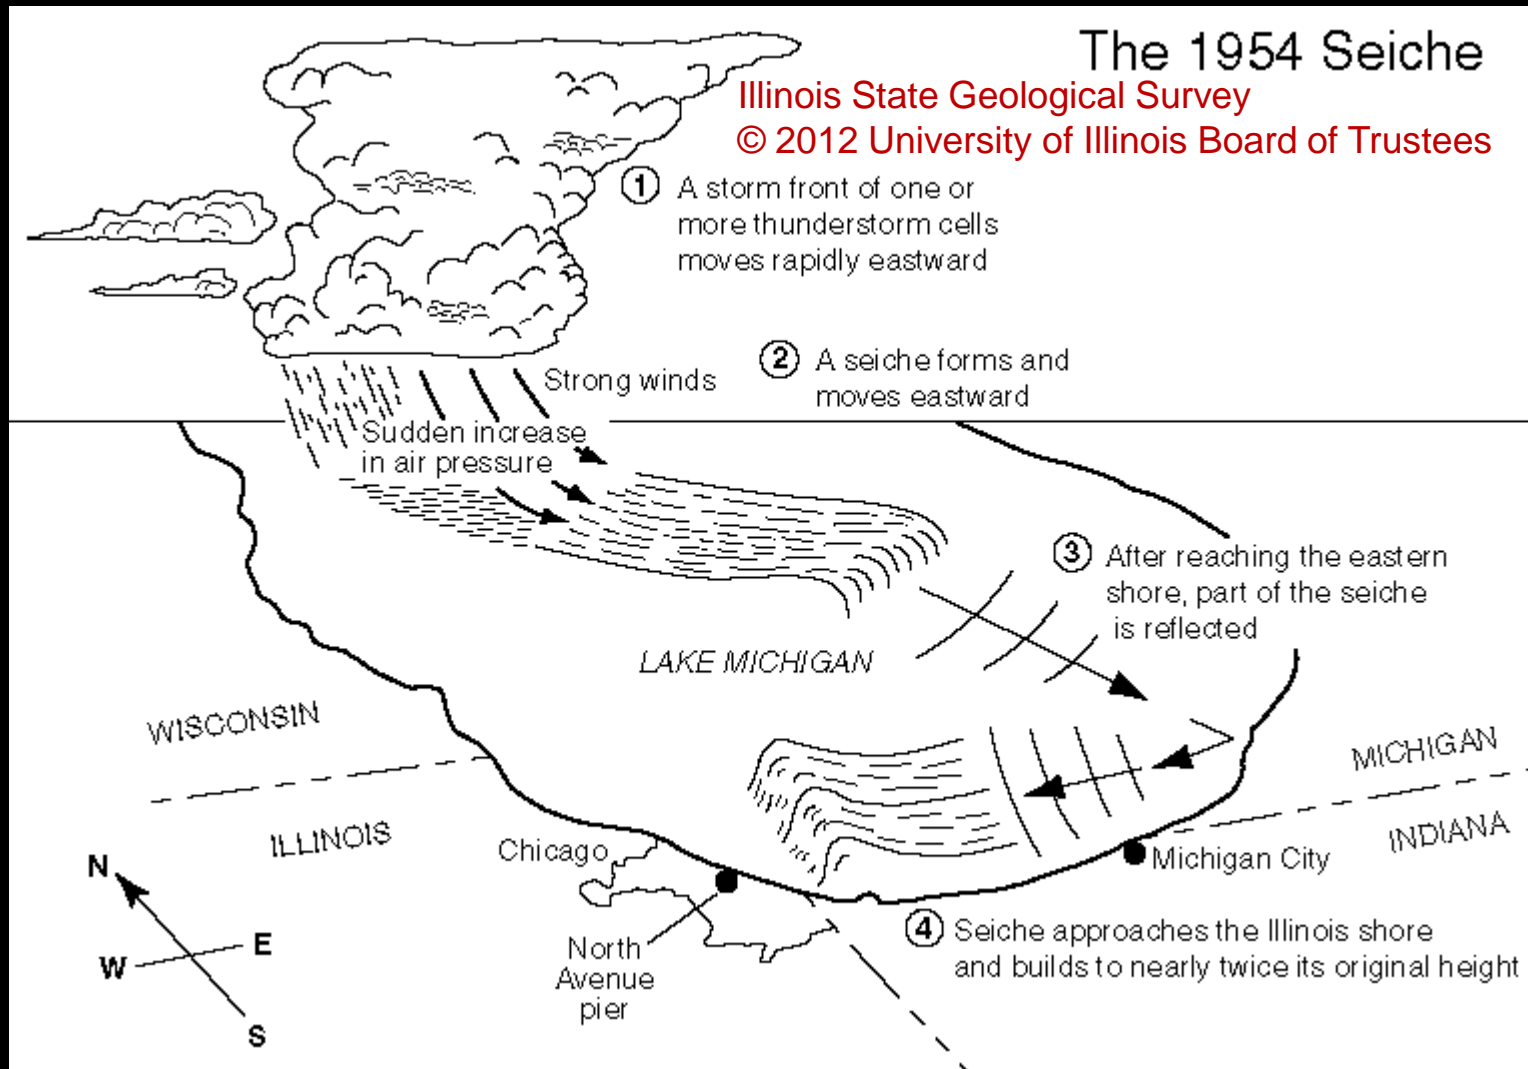 The 1954 Seiche
Illinois State Geological Survey
© 2012 University of Illinois Board of Trustees
1 A storm front of one or
more thunderstorm cells
moves rapidly eastward
2 A seiche forms and
moves eastward
Strong winds
Sudden increase
in air pressure
3 After reaching the eastern
shore, part of the seiche
is reflected
LAKE MICHIGAN
WISCONSIN
MICHIGAN
ILLINOIS
INDIANA
Chicago
Michigan City
North
Avenue
pier
4 Seiche approaches the Illinois shore
and builds to nearly twice its original height
N
E
W
S